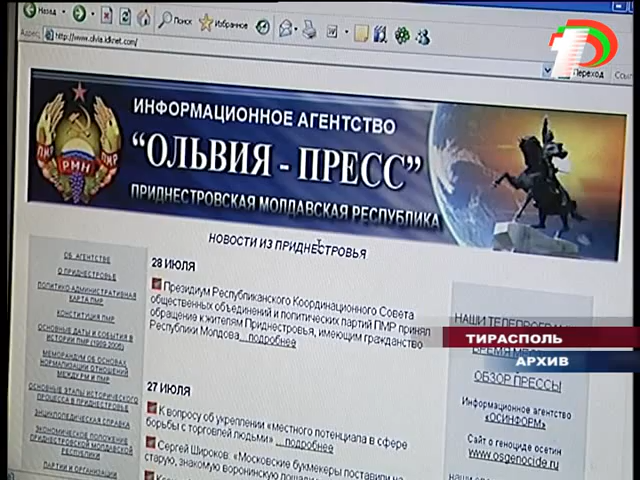 Назад
Поиск
Избранное
Адрес
http://www.olvia.idknet.com/
Переход
Ссыл
1
ИНФОРМАЦИОННОЕ АГЕНТСТВО
"ОЛЬВИЯ - ПРЕСС"
ПРИДНЕСТРОВСКАЯ МОЛДАВСКАЯ РЕСПУБЛИКА
ПМР
РМН
ПМР
НОВОСТИ ИЗ ПРИДНЕСТРОВЬЯ
ОБ АГЕНТСТВЕ
О ПРИДНЕСТРОВЬЕ
ПОЛИТИКО-АДМИНИСТРАТИВНАЯ
КАРТА ПМР
КОНСТИТУЦИЯ ПМР
ОСНОВНЫЕ ДАТЫ И СОБЫТИЯ
В ИСТОРИИ ПМР
МЕМОРАНДУМ ОБ ОСНОВАХ
НОРМАЛИЗАЦИИ ОТНОШЕНИЙ
МЕЖДУ РМ И ПМР
ОСНОВНЫЕ ЭТАПЫ ИСТОРИЧЕСКОГО
ПРОЦЕССА В ПРИДНЕСТРОВЬЕ
ЭНЦИКЛОПЕДИЧЕСКАЯ СПРАВКА
ЭКОНОМИЧЕСКОЕ ПОЛОЖЕНИЕ
ПРИДНЕСТРОВСКОЙ МОЛДАВСКОЙ
РЕСПУБЛИКИ
ПАРТИИ И ОРГАНИЗАЦИИ
28 ИЮЛЯ
Президиум Республиканского Координационного Совета
общественных объединений и политических партий ПМР принял
обращение к жителям Приднестровья, имеющим гражданство
Республики Молдова... подробнее
27 ИЮЛЯ
К вопросу об укреплении «местного потенциала в сфере
борьбы с торговлей людьми» ... подробнее
Сергей Широков: «Московские букмекеры поставили на
старую, знакомую воронинскую
НАШИ
ВРЕМЯ
ОБЗОР ПРЕССЫ
Информационное агентство
«ОСИНФОРМ»
Сайт о геноциде осетин
www.osgenocide.ru
ТИРАСПОЛЬ
АРХИВ